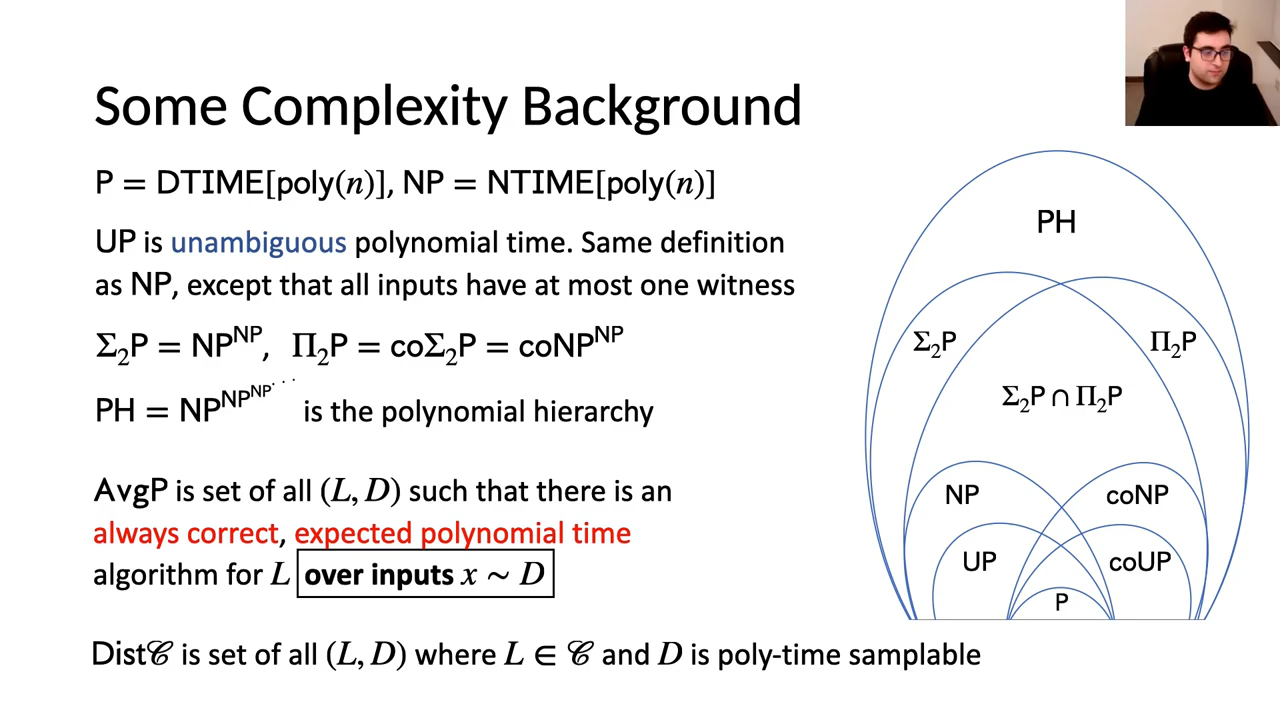 Some Complexity Background
P = DTIME[poly(n)], NP = NTIME[poly(n)]
UP is unambiguous polynomial time. Same definition
as NP, except that all inputs have at most one witness
Σ₂P = NP^NP, Π₂P = coΣ₂P = coNP^NP
PH = NP^NP^NP^⋰ is the polynomial hierarchy
AvgP is set of all (L, D) such that there is an
always correct, expected polynomial time
algorithm for L over inputs x ∼ D
Dist𝒞 is set of all (L, D) where L ∈ 𝒞 and D is poly-time samplable
PH
Σ₂P
Π₂P
Σ₂P ∩ Π₂P
NP
coNP
UP
coUP
P